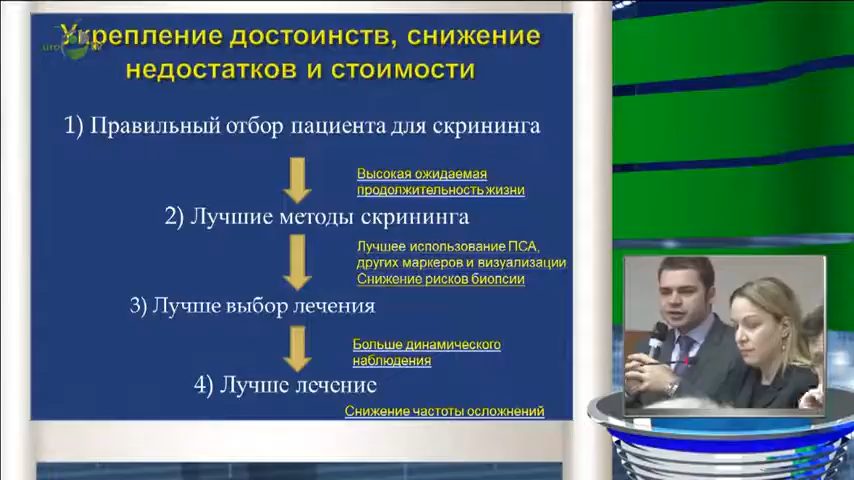 Укрепление достоинств, снижение
недостатков и стоимости
1) Правильный отбор пациента для скрининга
Высокая ожидаемая
продолжительность жизни
2) Лучшие методы скрининга
Лучшее использование ПСА,
других маркеров и визуализации
Снижение рисков биопсии
3) Лучше выбор лечения
Больше динамического
наблюдения
4) Лучше лечение
Снижение частоты осложнений